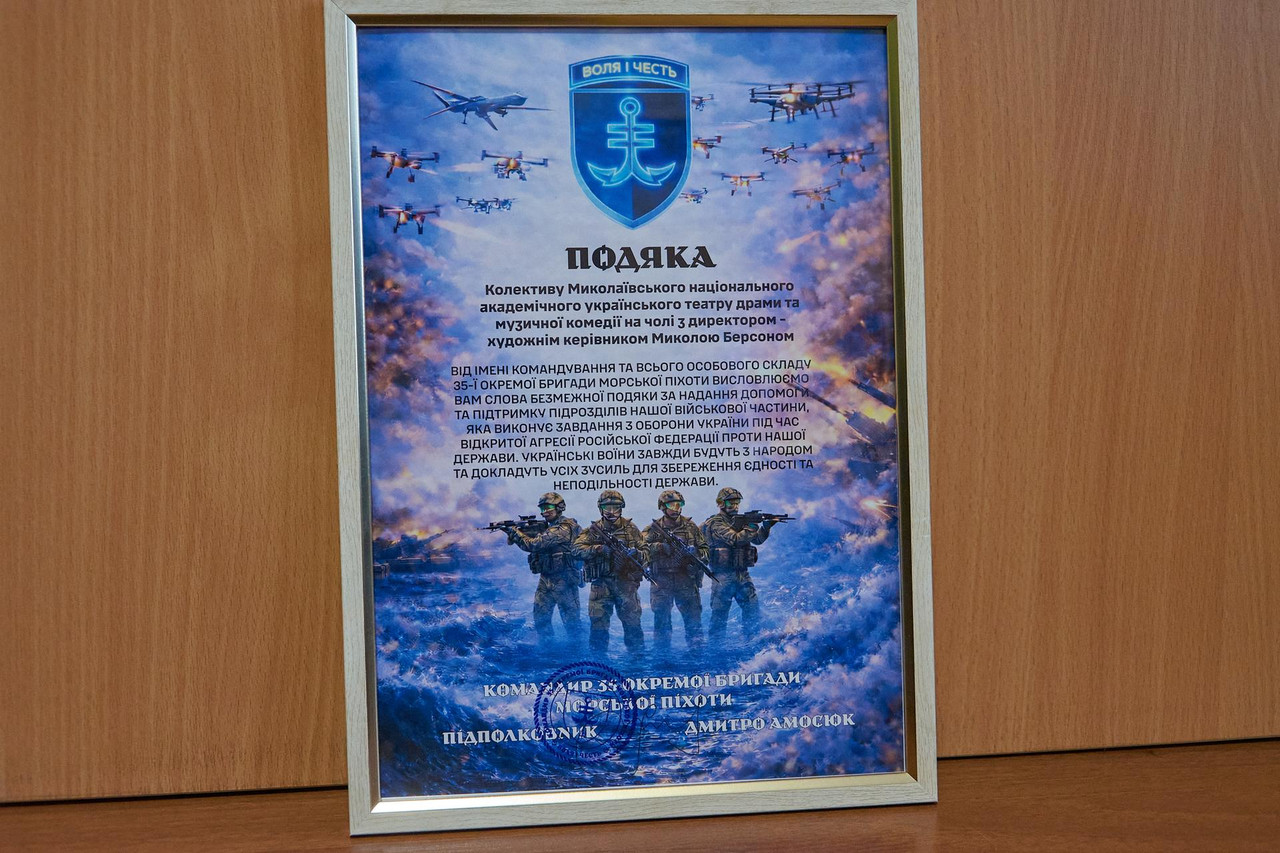 ВОЛЯ І ЧЕСТЬ
ПОДЯКА
Колективу Миколаївського національного
академічного українського театру драми та
музичної комедії на чолі з директором -
художнім керівником Миколою Берсоном
ВІД ІМЕНІ КОМАНДУВАННЯ ТА ВСЬОГО ОСОБОВОГО СКЛАДУ
35-Ї ОКРЕМОЇ БРИГАДИ МОРСЬКОЇ ПІХОТИ ВИСЛОВЛЮЄМО
ВАМ СЛОВА БЕЗМЕЖНОЇ ПОДЯКИ ЗА НАДАННЯ ДОПОМОГИ
ТА ПІДТРИМКУ ПІДРОЗДІЛІВ НАШОЇ ВІЙСЬКОВОЇ ЧАСТИНИ,
ЯКА ВИКОНУЄ ЗАВДАННЯ З ОБОРОНИ УКРАЇНИ ПІД ЧАС
ВІДКРИТОЇ АГРЕСІЇ РОСІЙСЬКОЇ ФЕДЕРАЦІЇ ПРОТИ НАШОЇ
ДЕРЖАВИ. УКРАЇНСЬКІ ВОЇНИ ЗАВЖДИ БУДУТЬ З НАРОДОМ
ТА ДОКЛАДУТЬ УСІХ ЗУСИЛЬ ДЛЯ ЗБЕРЕЖЕННЯ ЄДНОСТІ ТА
НЕПОДІЛЬНОСТІ ДЕРЖАВИ.
КОМАНДИР 35 ОКРЕМОЇ БРИГАДИ
МОРСЬКОЇ ПІХОТИ
ПІДПОЛКОВНИК ДМИТРО АМОСЮК